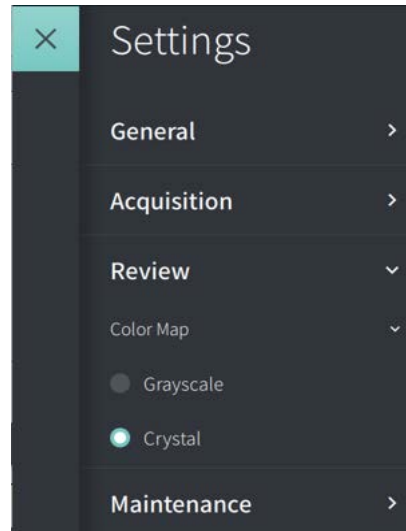 Settings
General
Acquisition
Review
Color Map
Grayscale
Crystal
Maintenance